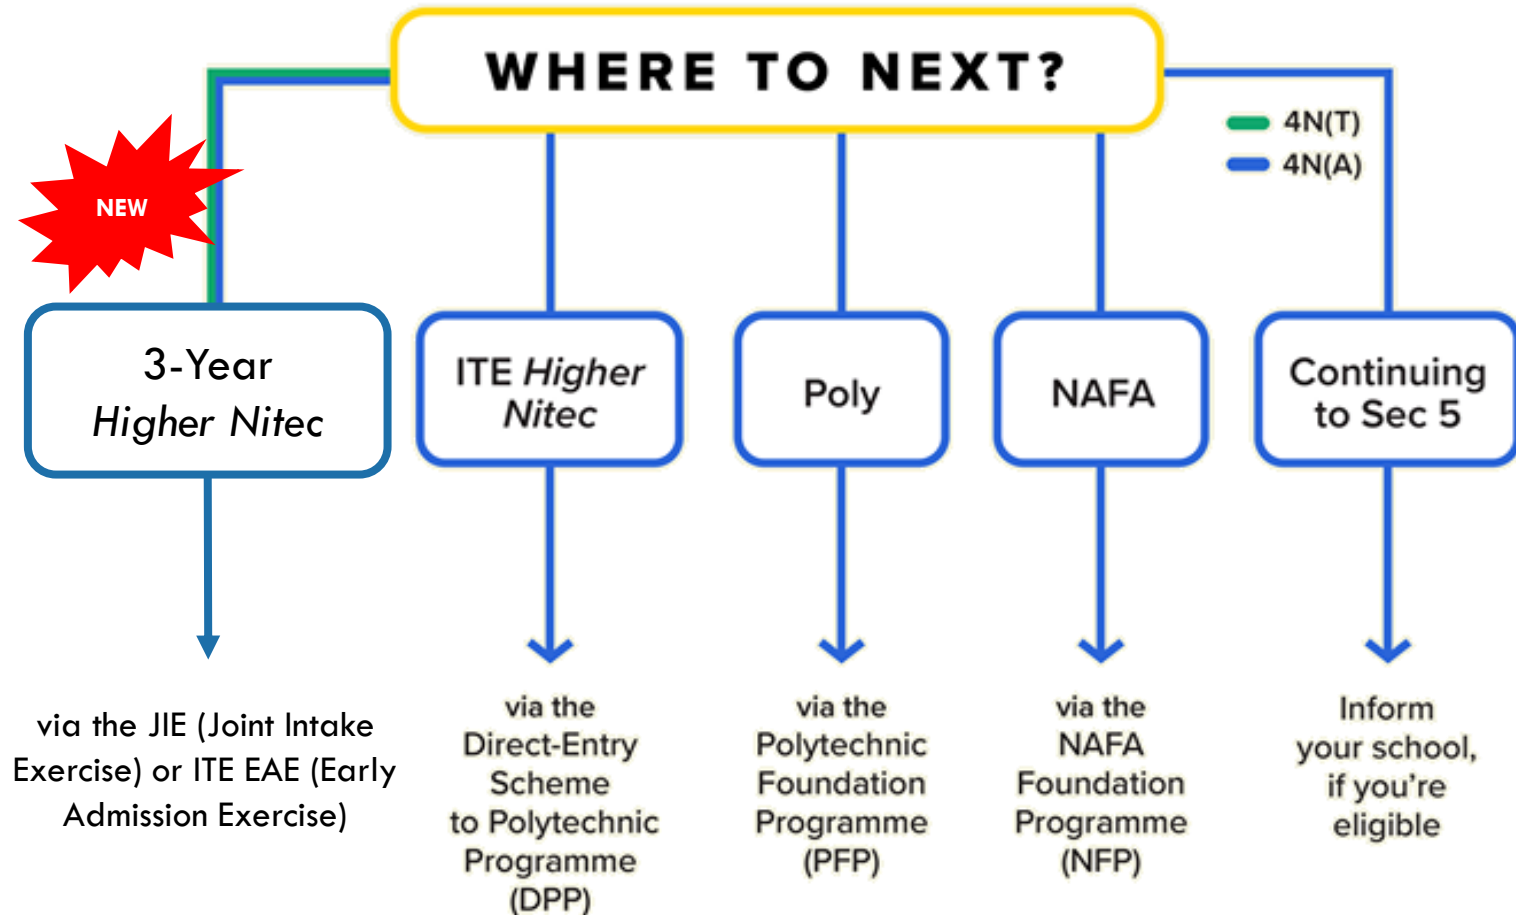 WHERE TO NEXT?
4N(T)
4N(A)
NEW
3-Year
Higher Nitec
ITE Higher
Nitec
Poly
NAFA
Continuing
to Sec 5
via the JIE (Joint Intake
Exercise) or ITE EAE (Early
Admission Exercise)
via the
Direct-Entry
Scheme
to Polytechnic
Programme
(DPP)
via the
Polytechnic
Foundation
Programme
(PFP)
via the
NAFA
Foundation
Programme
(NFP)
Inform
your school,
if you're
eligible